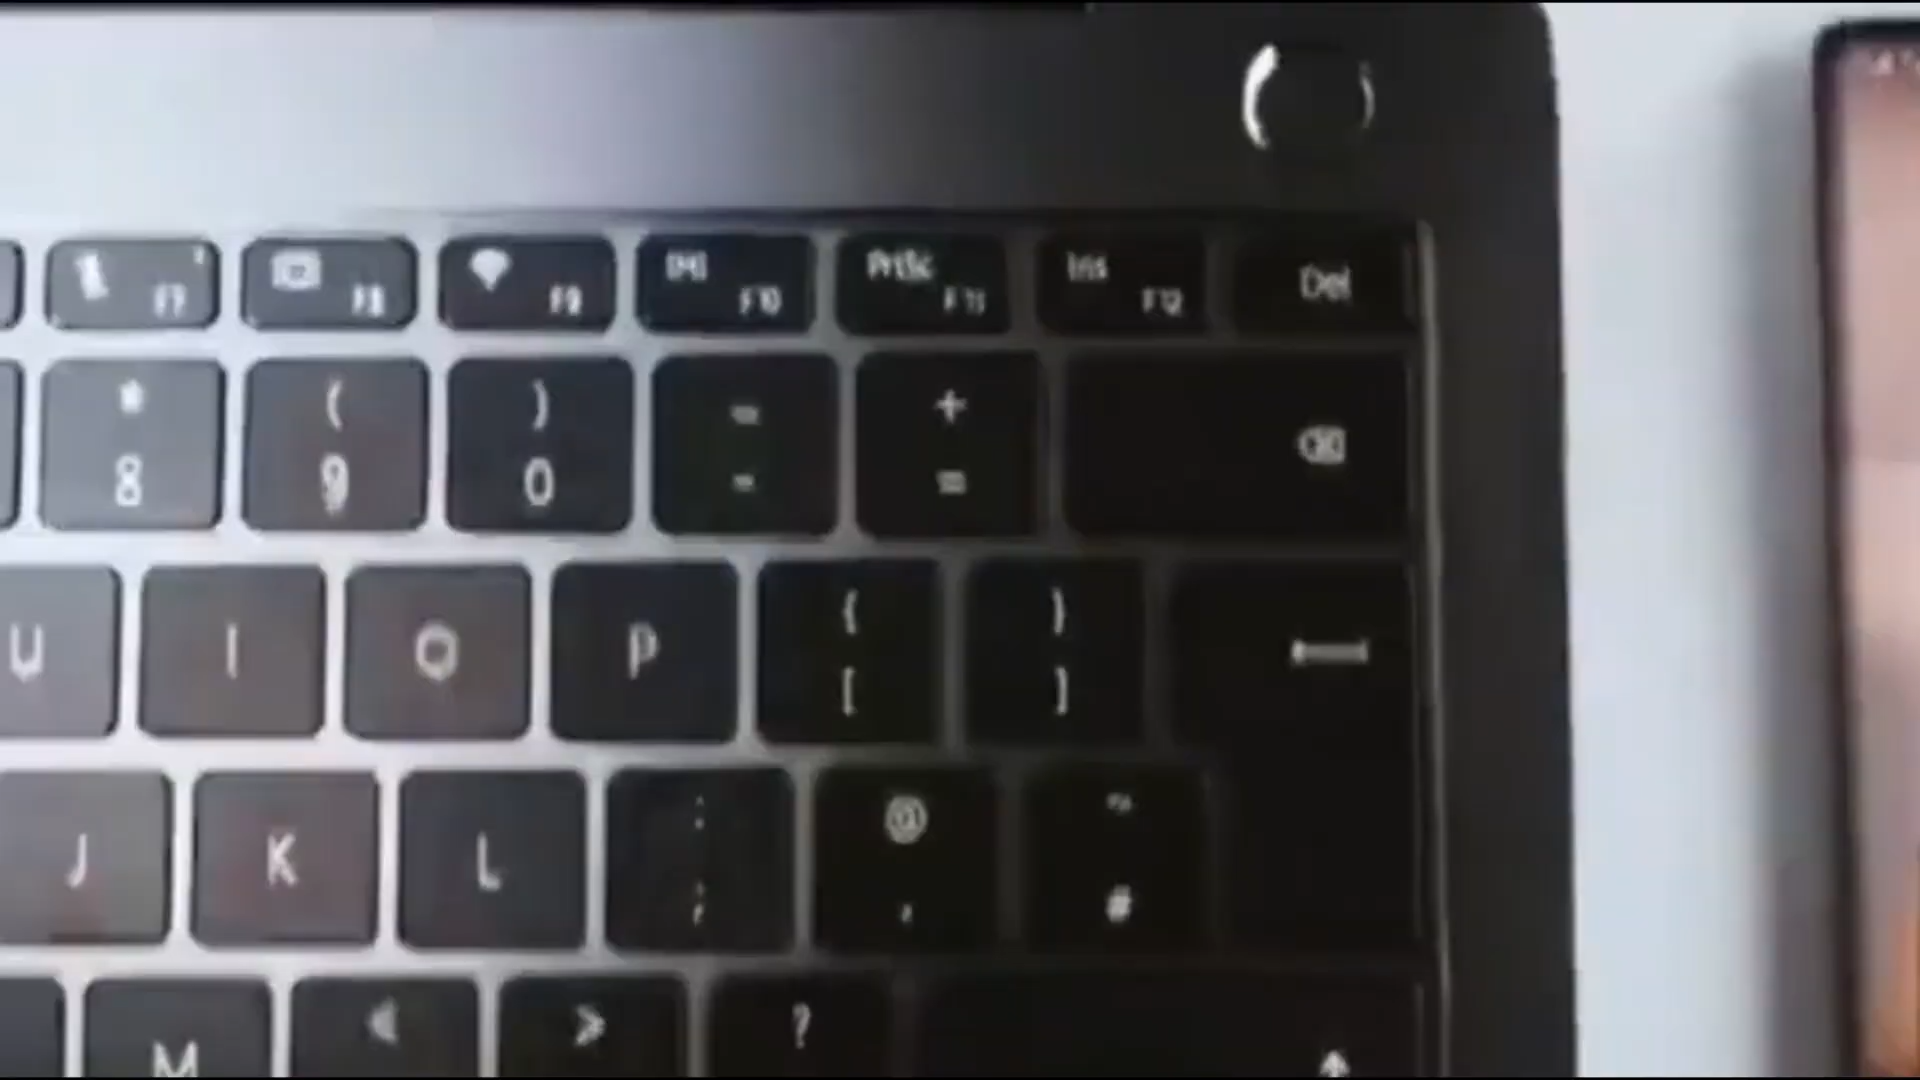 F7 F8 F9 F10 PrtSc F11 Ins F12 Del
* ( ) _ +
8 9 0 - =
{ }
U I O P [ ]
: @ ~
J K L ; ' #
< > ?
M